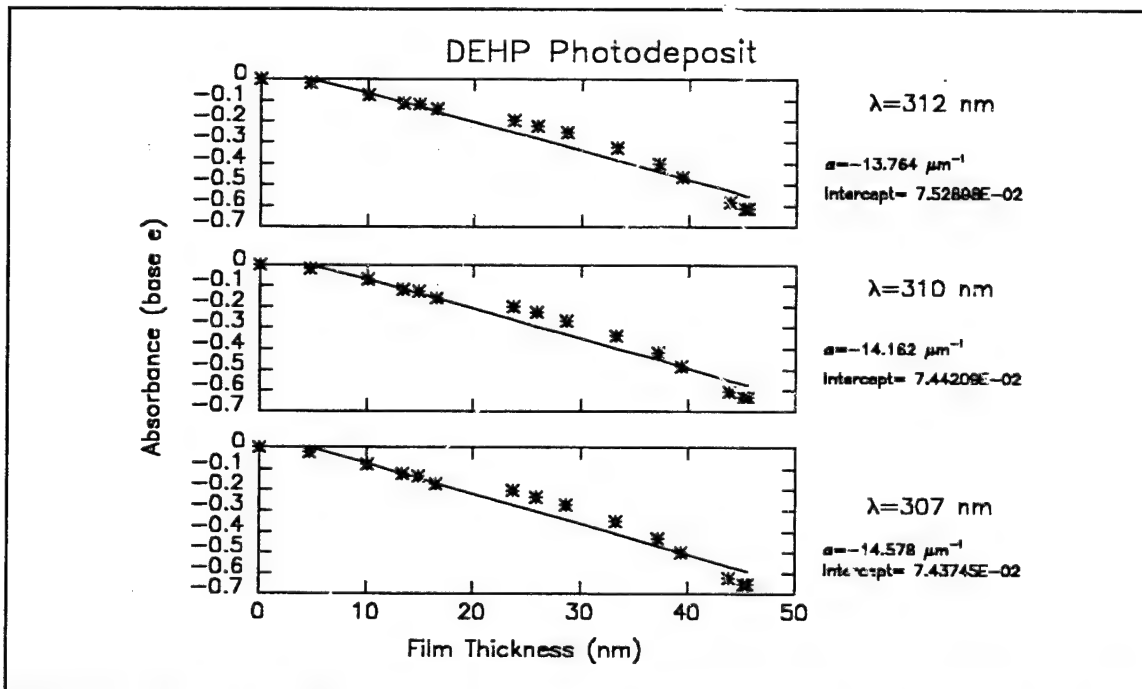 DEHP Photodeposit
Absorbance (base e)
0
−0.1
−0.2
−0.3
−0.4
−0.5
−0.6
−0.7
λ=312 nm
α=−13.764 μm⁻¹
Intercept= 7.52898E−02
0
−0.1
−0.2
−0.3
−0.4
−0.5
−0.6
−0.7
λ=310 nm
α=−14.162 μm⁻¹
Intercept= 7.44209E−02
0
−0.1
−0.2
−0.3
−0.4
−0.5
−0.6
−0.7
λ=307 nm
α=−14.578 μm⁻¹
Intercept= 7.43745E−02
0 10 20 30 40 50
Film Thickness (nm)